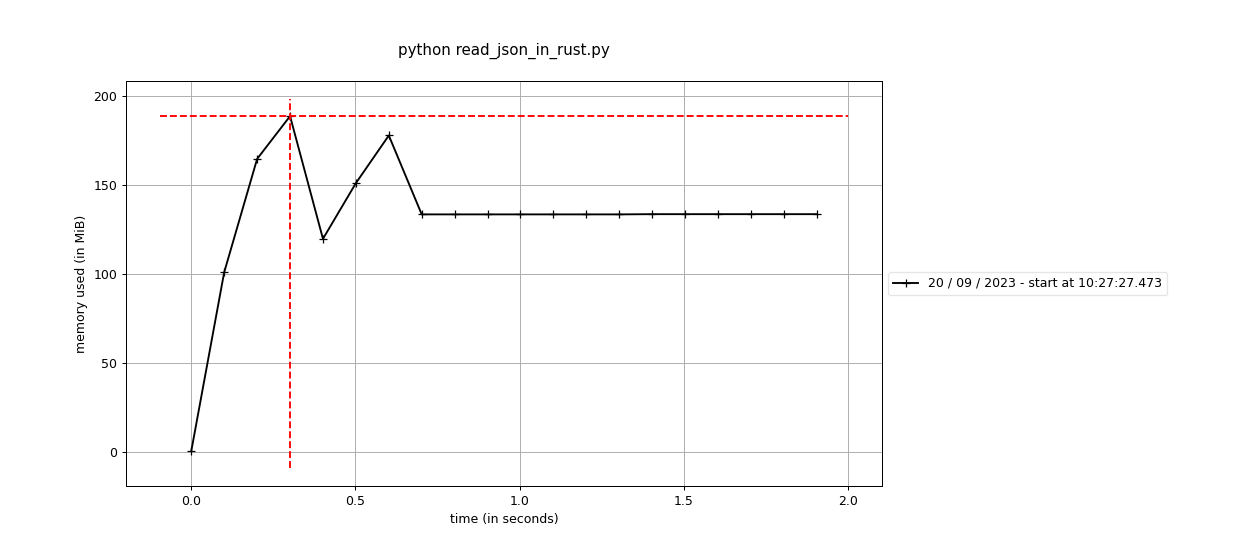 python read_json_in_rust.py
memory used (in MiB)
200
150
100
50
0
0.0 0.5 1.0 1.5 2.0
time (in seconds)
20 / 09 / 2023 - start at 10:27:27.473